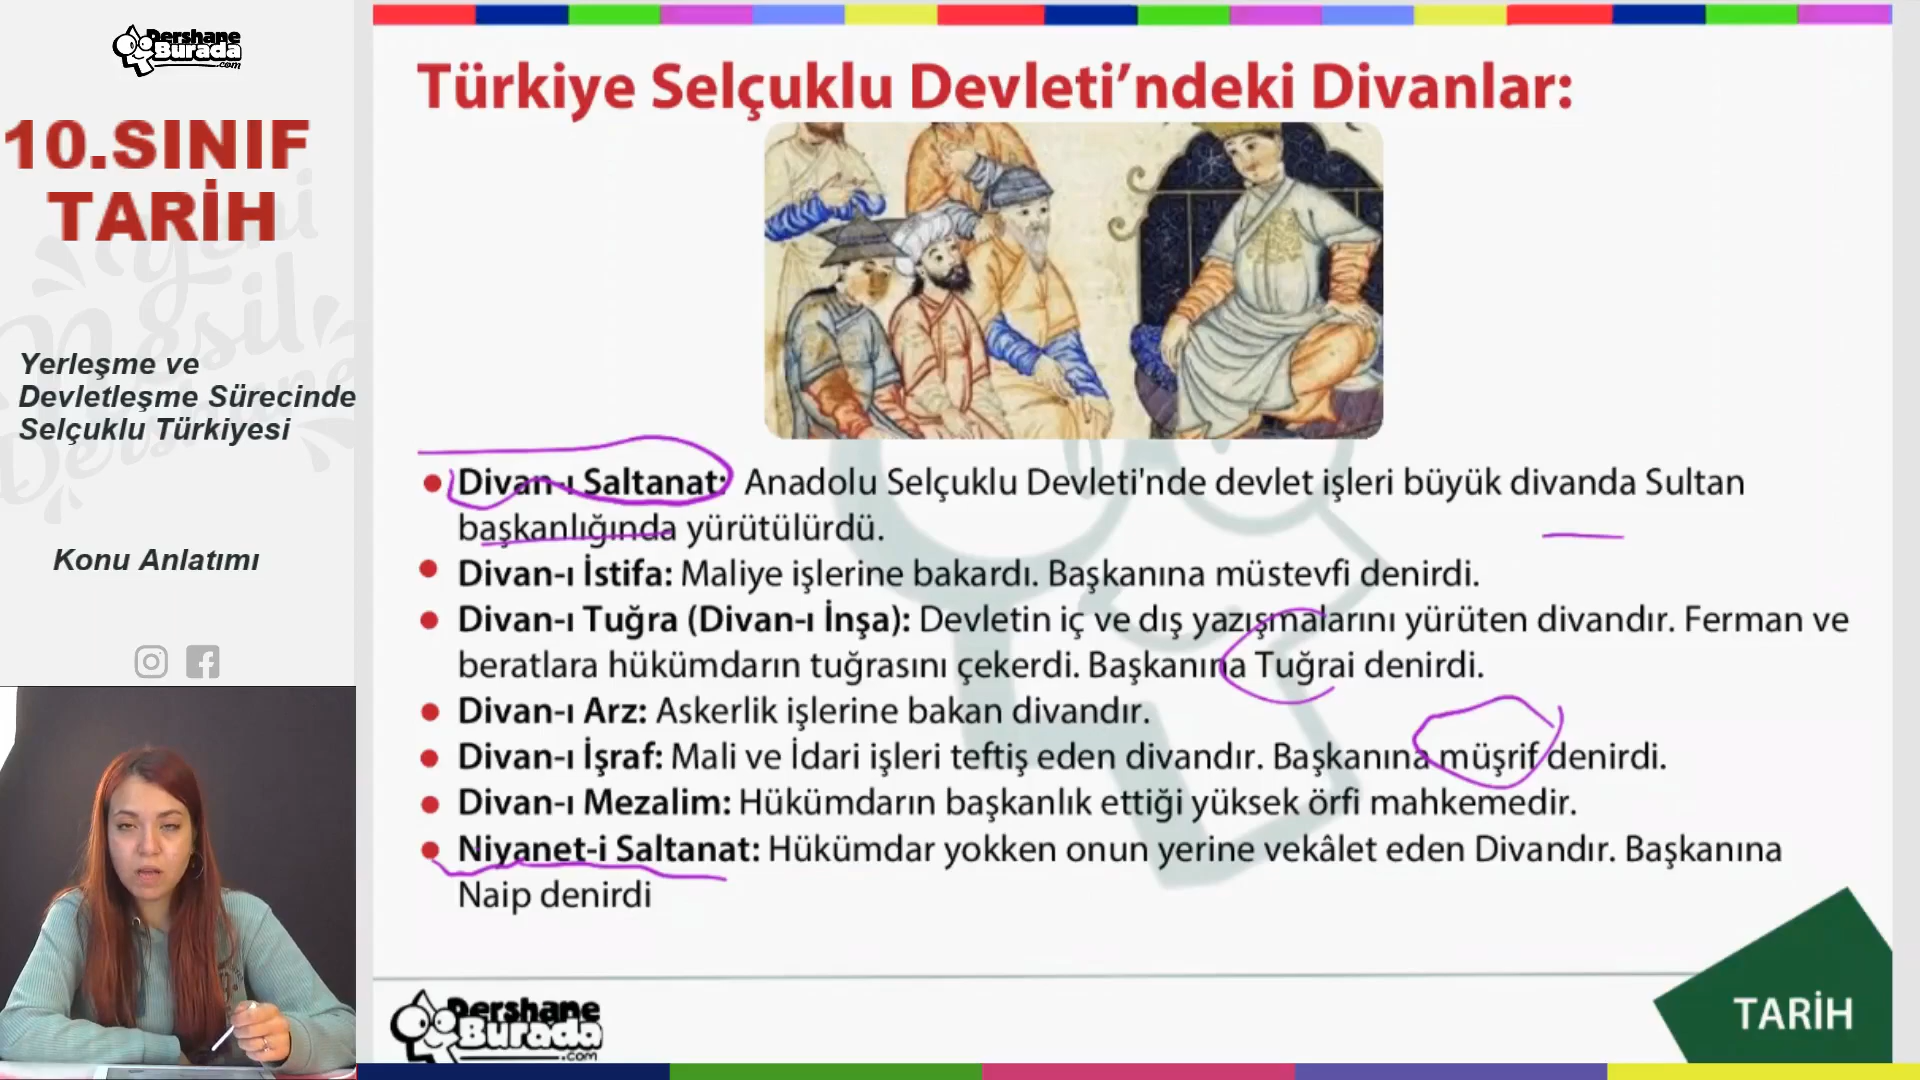 Dershane
Burada
.com
10.SINIF
TARİH
Yeni
Nesil
Dershane
Yerleşme ve
Devletleşme Sürecinde
Selçuklu Türkiyesi
Konu Anlatımı
Türkiye Selçuklu Devleti’ndeki Divanlar:
Divan-ı Saltanat: Anadolu Selçuklu Devleti'nde devlet işleri büyük divanda Sultan
başkanlığında yürütülürdü.
Divan-ı İstifa: Maliye işlerine bakardı. Başkanına müstevfi denirdi.
Divan-ı Tuğra (Divan-ı İnşa): Devletin iç ve dış yazışmalarını yürüten divandır. Ferman ve
beratlara hükümdarın tuğrasını çekerdi. Başkanına Tuğrai denirdi.
Divan-ı Arz: Askerlik işlerine bakan divandır.
Divan-ı İşraf: Mali ve İdari işleri teftiş eden divandır. Başkanına müşrif denirdi.
Divan-ı Mezalim: Hükümdarın başkanlık ettiği yüksek örfi mahkemedir.
Niyanet-i Saltanat: Hükümdar yokken onun yerine vekâlet eden Divandır. Başkanına
Naip denirdi
Dershane
Burada
.com
TARİH